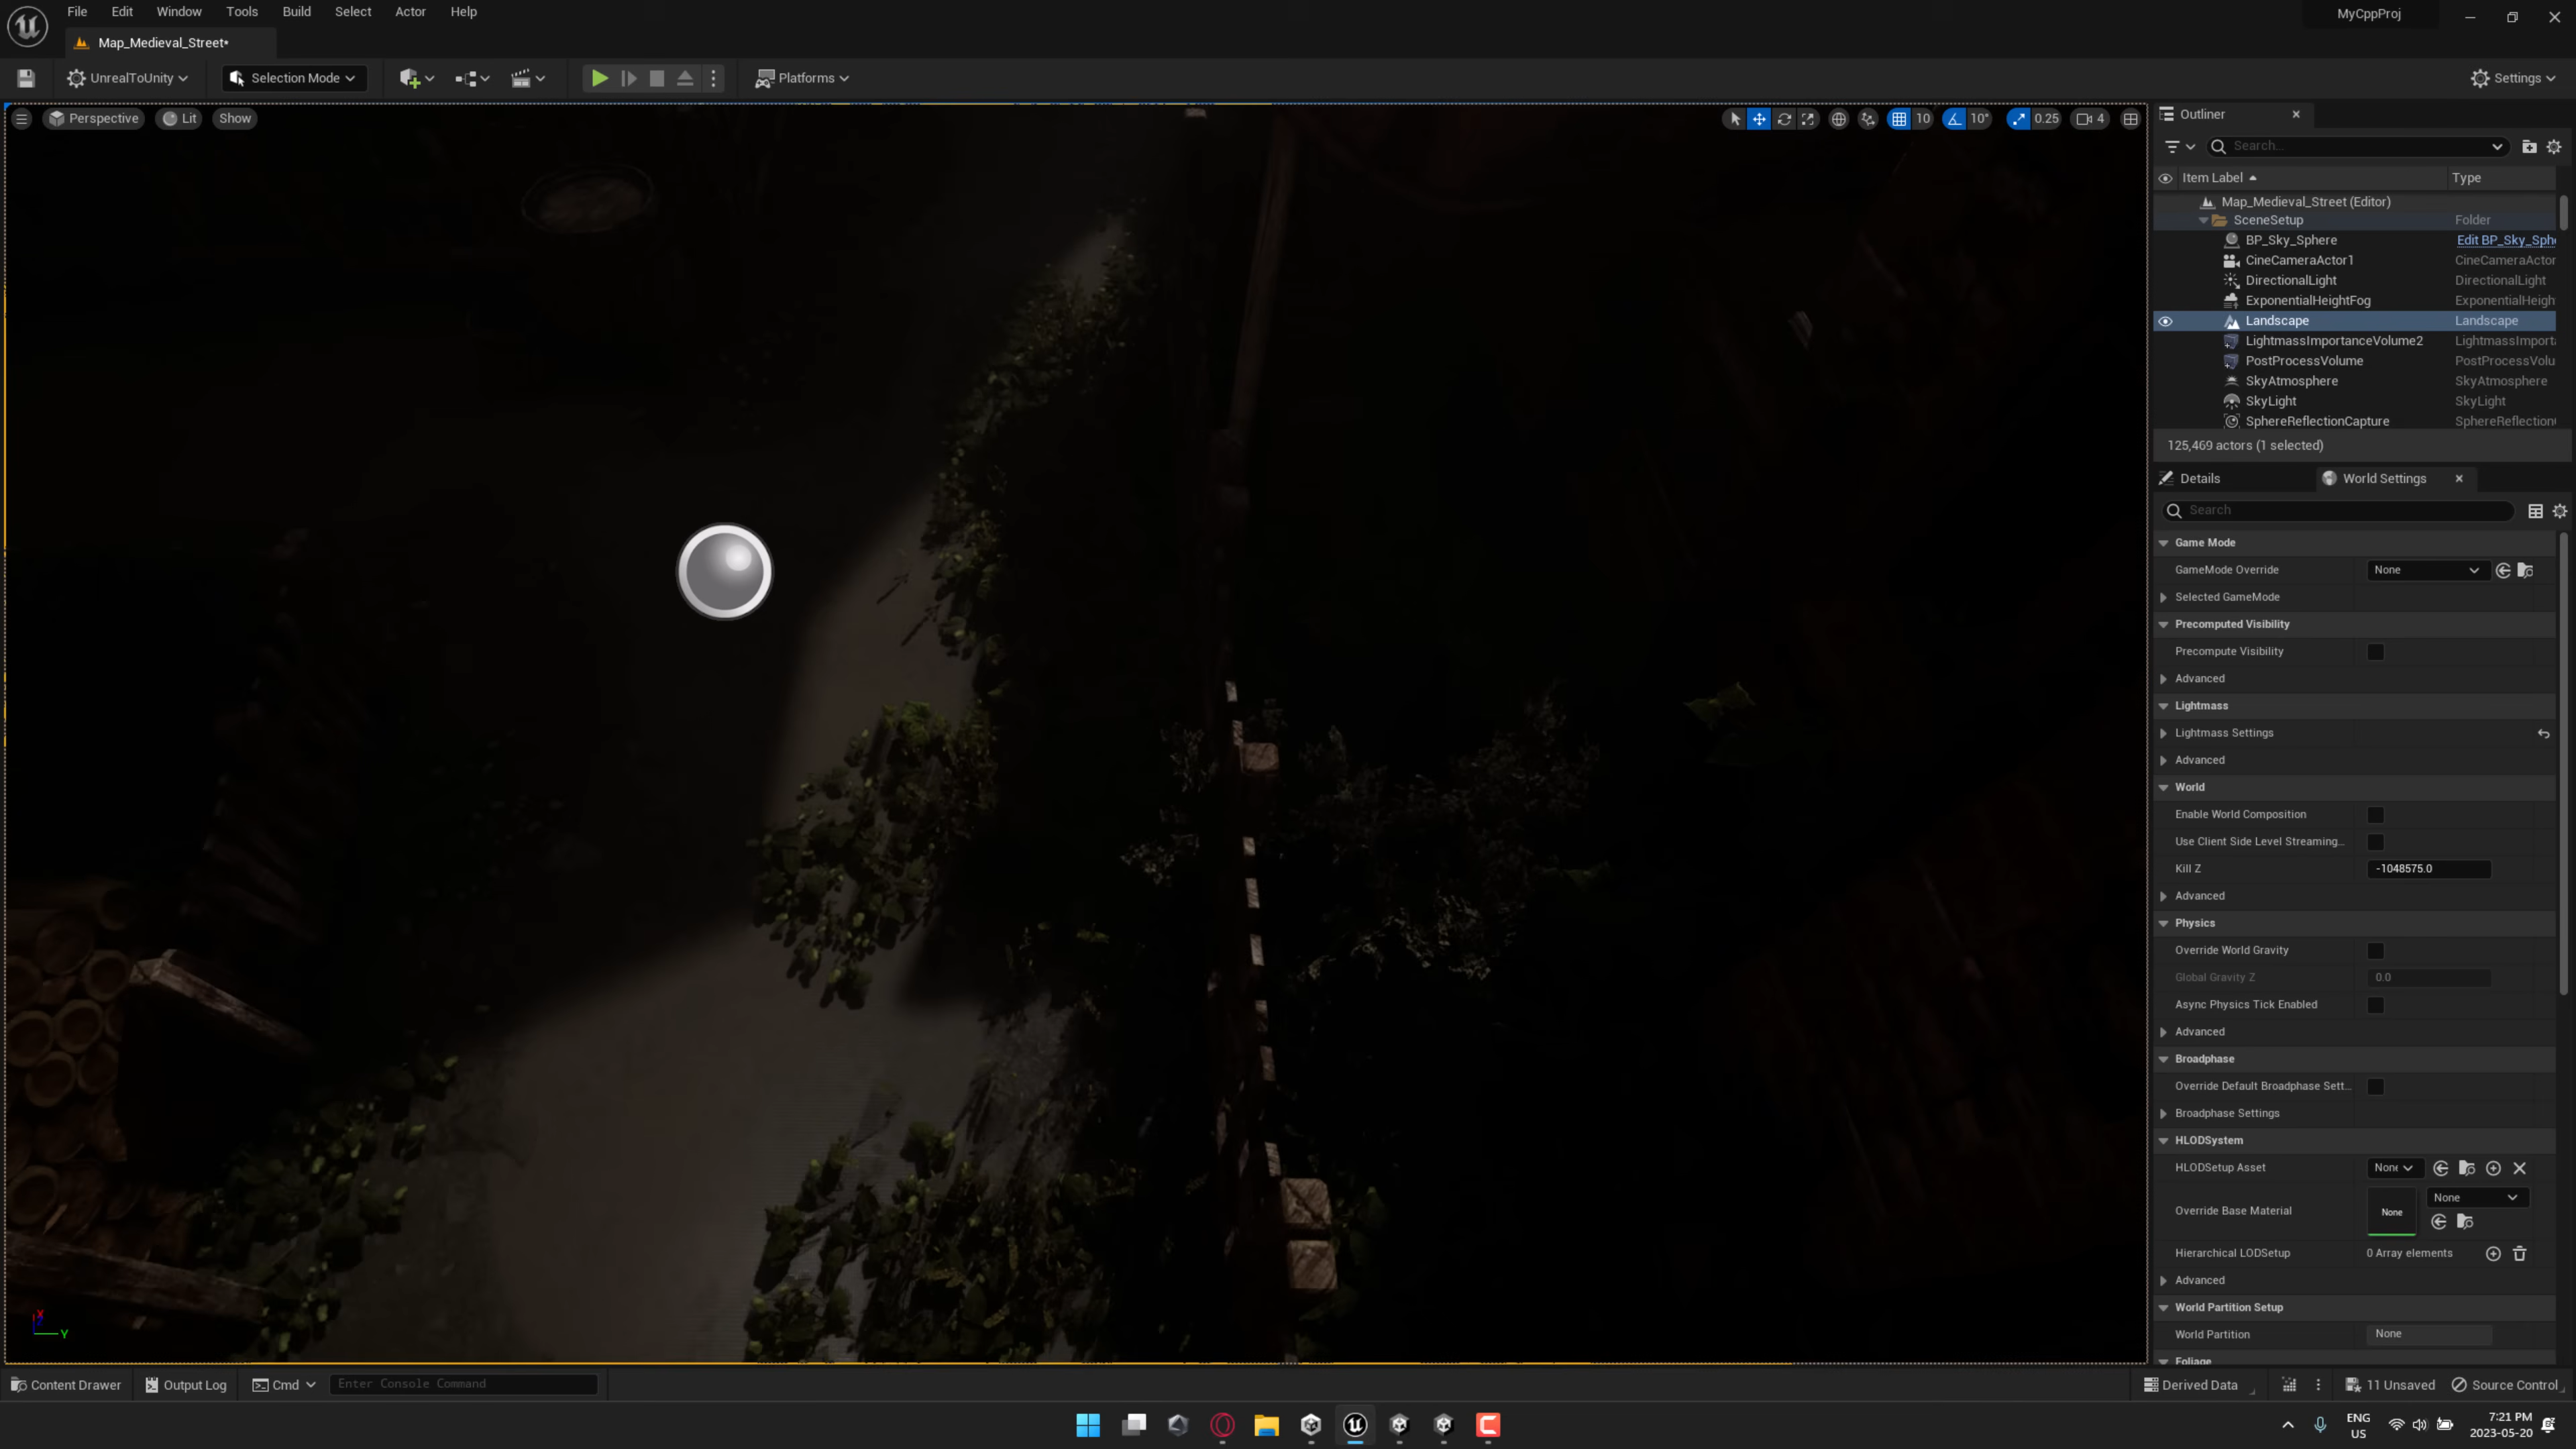 File Edit Window Tools Build Select Actor Help
MyCppProj
Map_Medieval_Street*
UnrealToUnity
Selection Mode
Platforms
Settings
Perspective Lit Show
10 10° 0.25 4
Outliner
Search...
Item Label Type
Map_Medieval_Street (Editor)
SceneSetup Folder
BP_Sky_Sphere Edit BP_Sky_Sph
CineCameraActor1 CineCameraActor
DirectionalLight DirectionalLight
ExponentialHeightFog ExponentialHeigh
Landscape Landscape
LightmassImportanceVolume2 LightmassImport
PostProcessVolume PostProcessVolu
SkyAtmosphere SkyAtmosphere
SkyLight SkyLight
SphereReflectionCapture SphereReflection
125,469 actors (1 selected)
Details World Settings
Search
Game Mode
GameMode Override None
Selected GameMode
Precomputed Visibility
Precompute Visibility
Advanced
Lightmass
Lightmass Settings
Advanced
World
Enable World Composition
Use Client Side Level Streaming...
Kill Z -1048575.0
Advanced
Physics
Override World Gravity
Global Gravity Z 0.0
Async Physics Tick Enabled
Advanced
Broadphase
Override Default Broadphase Sett...
Broadphase Settings
HLODSystem
HLODSetup Asset None
None
Override Base Material None
Hierarchical LODSetup 0 Array elements
Advanced
World Partition Setup
World Partition None
Foliage
X
Y
Content Drawer Output Log Cmd Enter Console Command
Derived Data 11 Unsaved Source Control
ENG
US
7:21 PM
2023-05-20